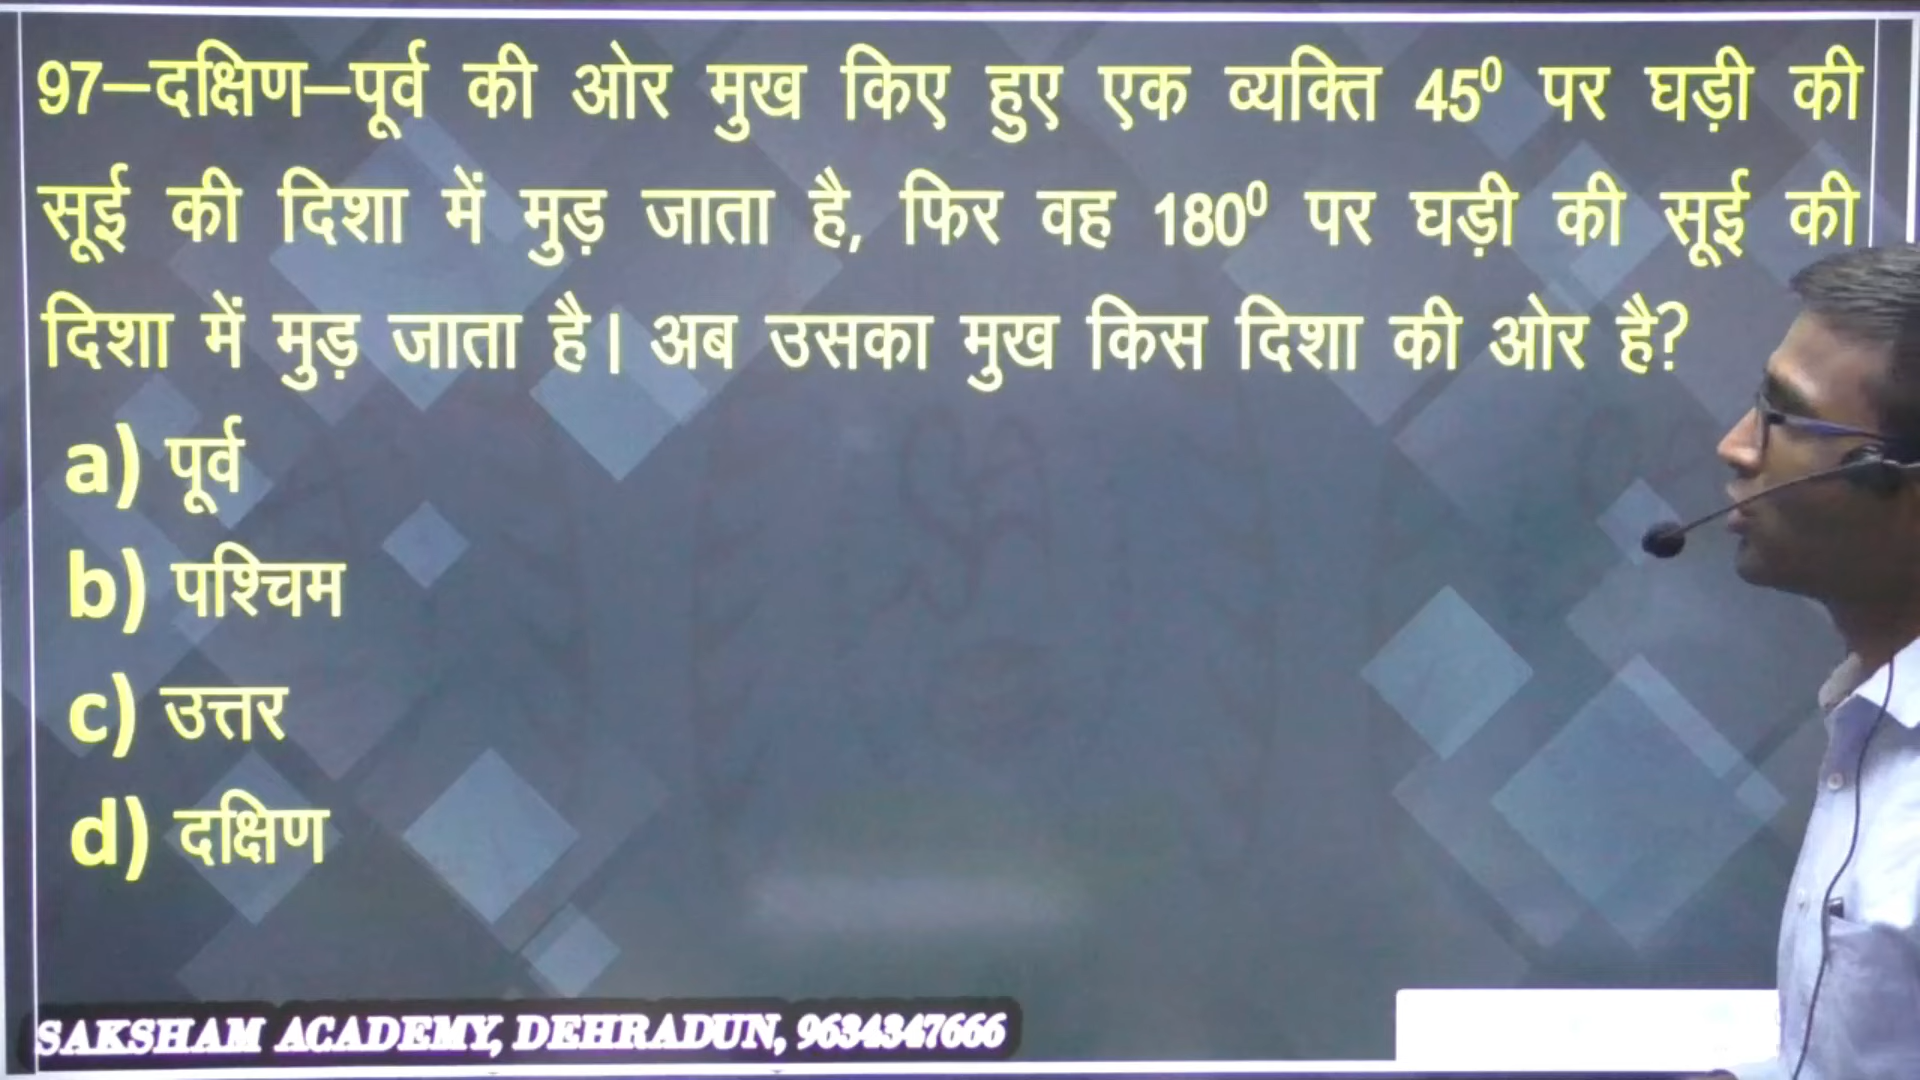 97–दक्षिण–पूर्व की ओर मुख किए हुए एक व्यक्ति 45⁰ पर घड़ी की
सूई की दिशा में मुड़ जाता है, फिर वह 180⁰ पर घड़ी की सूई की
दिशा में मुड़ जाता है। अब उसका मुख किस दिशा की ओर है?
a) पूर्व
b) पश्चिम
c) उत्तर
d) दक्षिण
SAKSHAM ACADEMY, DEHRADUN, 9634347666